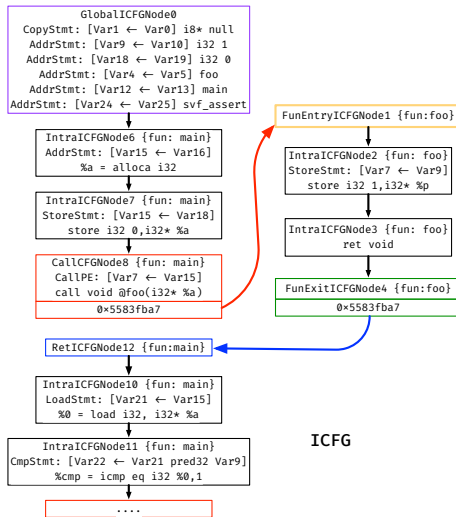 GlobalICFGNode0
CopyStmt: [Var1 ← Var0] i8* null
AddrStmt: [Var9 ← Var10] i32 1
AddrStmt: [Var18 ← Var19] i32 0
AddrStmt: [Var4 ← Var5] foo
AddrStmt: [Var12 ← Var13] main
AddrStmt: [Var24 ← Var25] svf_assert
IntraICFGNode6 {fun: main}
AddrStmt: [Var15 ← Var16]
%a = alloca i32
IntraICFGNode7 {fun: main}
StoreStmt: [Var15 ← Var18]
store i32 0,i32* %a
CallCFGNode8 {fun: main}
CallPE: [Var7 ← Var15]
call void @foo(i32* %a)
0×5583fba7
FunEntryICFGNode1 {fun:foo}
IntraICFGNode2 {fun: foo}
StoreStmt: [Var7 ← Var9]
store i32 1,i32* %p
IntraICFGNode3 {fun: foo}
ret void
FunExitICFGNode4 {fun:foo}
0×5583fba7
RetICFGNode12 {fun:main}
IntraICFGNode10 {fun: main}
LoadStmt: [Var21 ← Var15]
%0 = load i32, i32* %a
IntraICFGNode11 {fun: main}
CmpStmt: [Var22 ← Var21 pred32 Var9]
%cmp = icmp eq i32 %0,1
....
ICFG